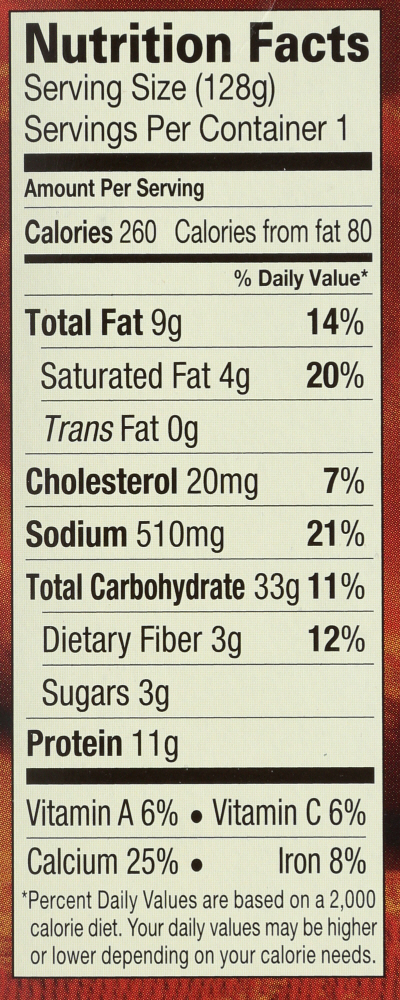 Nutrition Facts
Serving Size (128g)
Servings Per Container 1
Amount Per Serving
Calories 260 Calories from fat 80
% Daily Value*
Total Fat 9g 14%
Saturated Fat 4g 20%
Trans Fat 0g
Cholesterol 20mg 7%
Sodium 510mg 21%
Total Carbohydrate 33g 11%
Dietary Fiber 3g 12%
Sugars 3g
Protein 11g
Vitamin A 6% • Vitamin C 6%
Calcium 25% • Iron 8%
*Percent Daily Values are based on a 2,000
calorie diet. Your daily values may be higher
or lower depending on your calorie needs.